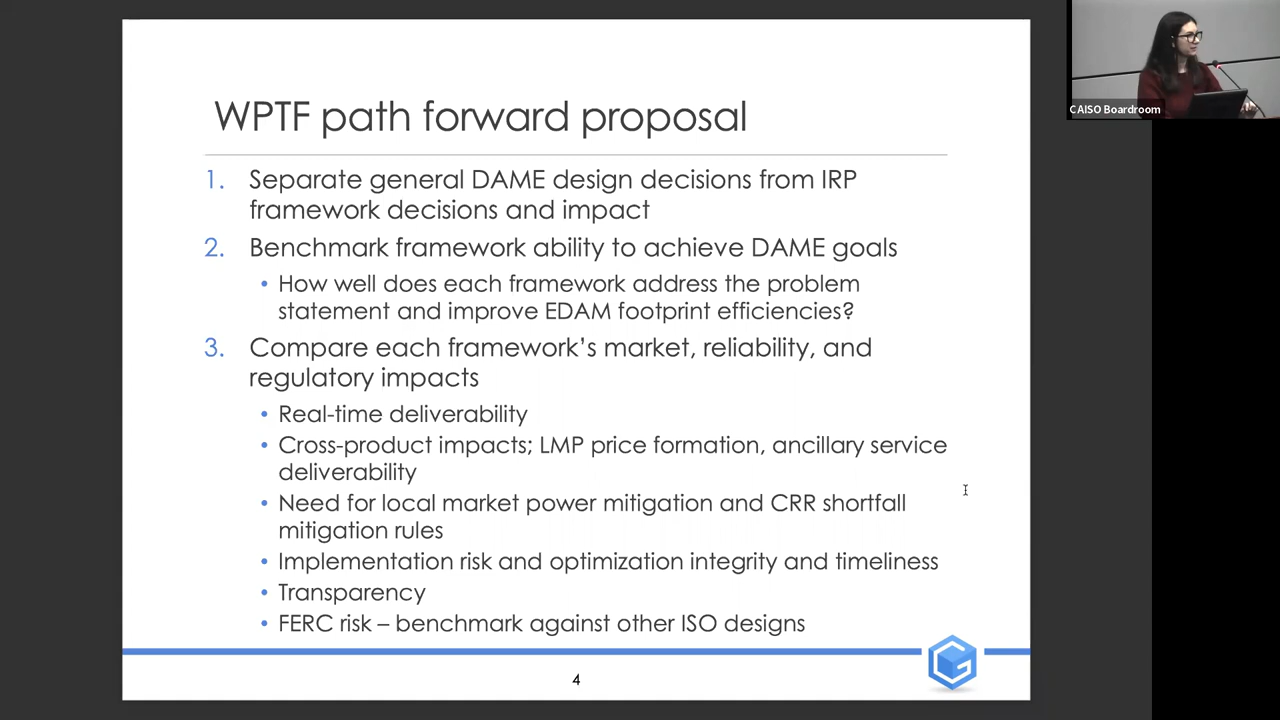 WPTF path forward proposal
1. Separate general DAME design decisions from IRP
framework decisions and impact
2. Benchmark framework ability to achieve DAME goals
• How well does each framework address the problem
statement and improve EDAM footprint efficiencies?
3. Compare each framework's market, reliability, and
regulatory impacts
• Real-time deliverability
• Cross-product impacts; LMP price formation, ancillary service
deliverability
• Need for local market power mitigation and CRR shortfall
mitigation rules
• Implementation risk and optimization integrity and timeliness
• Transparency
• FERC risk – benchmark against other ISO designs
4
CAISO Boardroom